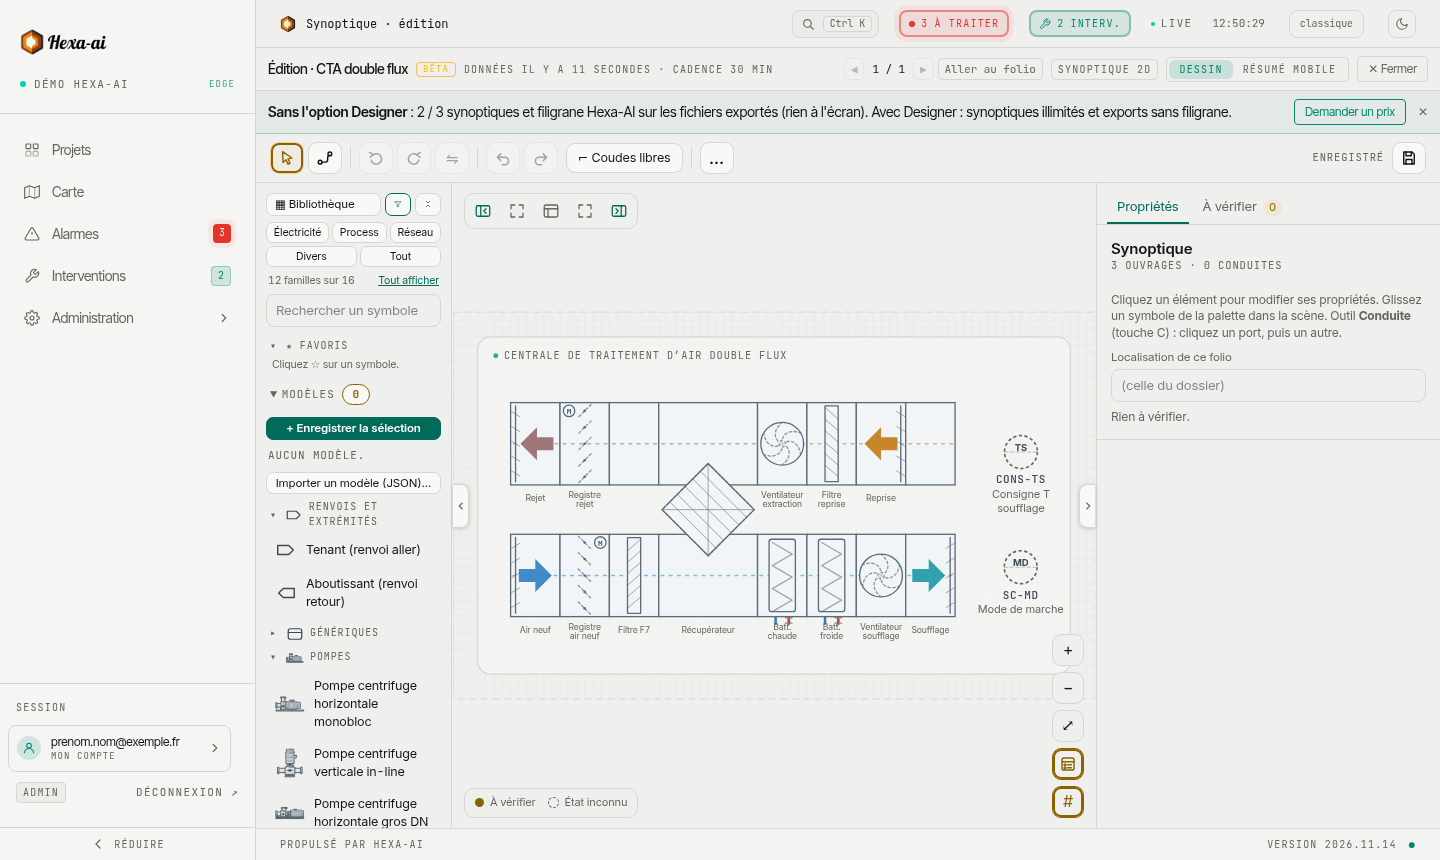 Hexa-ai
DÉMO HEXA-AI
EDGE
Projets
Carte
Alarmes
3
Interventions
2
Administration
SESSION
prenom.nom@exemple.fr
MON COMPTE
ADMIN
DÉCONNEXION ↗
RÉDUIRE
Synoptique · édition
Ctrl K
3 À TRAITER
2 INTERV.
LIVE
12:50:29
classique
Édition · CTA double flux
BÊTA
DONNÉES IL Y A 11 SECONDES · CADENCE 30 MIN
◀ 1 / 1 ▶
Aller au folio
SYNOPTIQUE 2D
DESSIN
RÉSUMÉ MOBILE
✕ Fermer
Sans l'option Designer : 2 / 3 synoptiques et filigrane Hexa-AI sur les fichiers exportés (rien à l'écran). Avec Designer : synoptiques illimités et exports sans filigrane.
Demander un prix
✕
⌐ Coudes libres
...
ENREGISTRÉ
▦ Bibliothèque
Électricité
Process
Réseau
Divers
Tout
12 familles sur 16
Tout afficher
Rechercher un symbole
▾ ★ FAVORIS
Cliquez ☆ sur un symbole.
▼ MODÈLES 0
+ Enregistrer la sélection
AUCUN MODÈLE.
Importer un modèle (JSON)...
RENVOIS ET
EXTRÉMITÉS
Tenant (renvoi aller)
Aboutissant (renvoi
retour)
GÉNÉRIQUES
POMPES
Pompe centrifuge
horizontale
monobloc
Pompe centrifuge
verticale in-line
Pompe centrifuge
horizontale gros DN
CENTRALE DE TRAITEMENT D'AIR DOUBLE FLUX
M
Rejet
Registre
rejet
Ventilateur
extraction
Filtre
reprise
Reprise
TS
CONS-TS
Consigne T
soufflage
M
Air neuf
Registre
air neuf
Filtre F7
Récupérateur
Batt.
chaude
Batt.
froide
Ventilateur
soufflage
Soufflage
MD
SC-MD
Mode de marche
+
−
⤢
#
À vérifier
État inconnu
Propriétés
À vérifier 0
Synoptique
3 OUVRAGES · 0 CONDUITES
Cliquez un élément pour modifier ses propriétés. Glissez
un symbole de la palette dans la scène. Outil Conduite
(touche C) : cliquez un port, puis un autre.
Localisation de ce folio
(celle du dossier)
Rien à vérifier.
PROPULSÉ PAR HEXA-AI
VERSION 2026.11.14